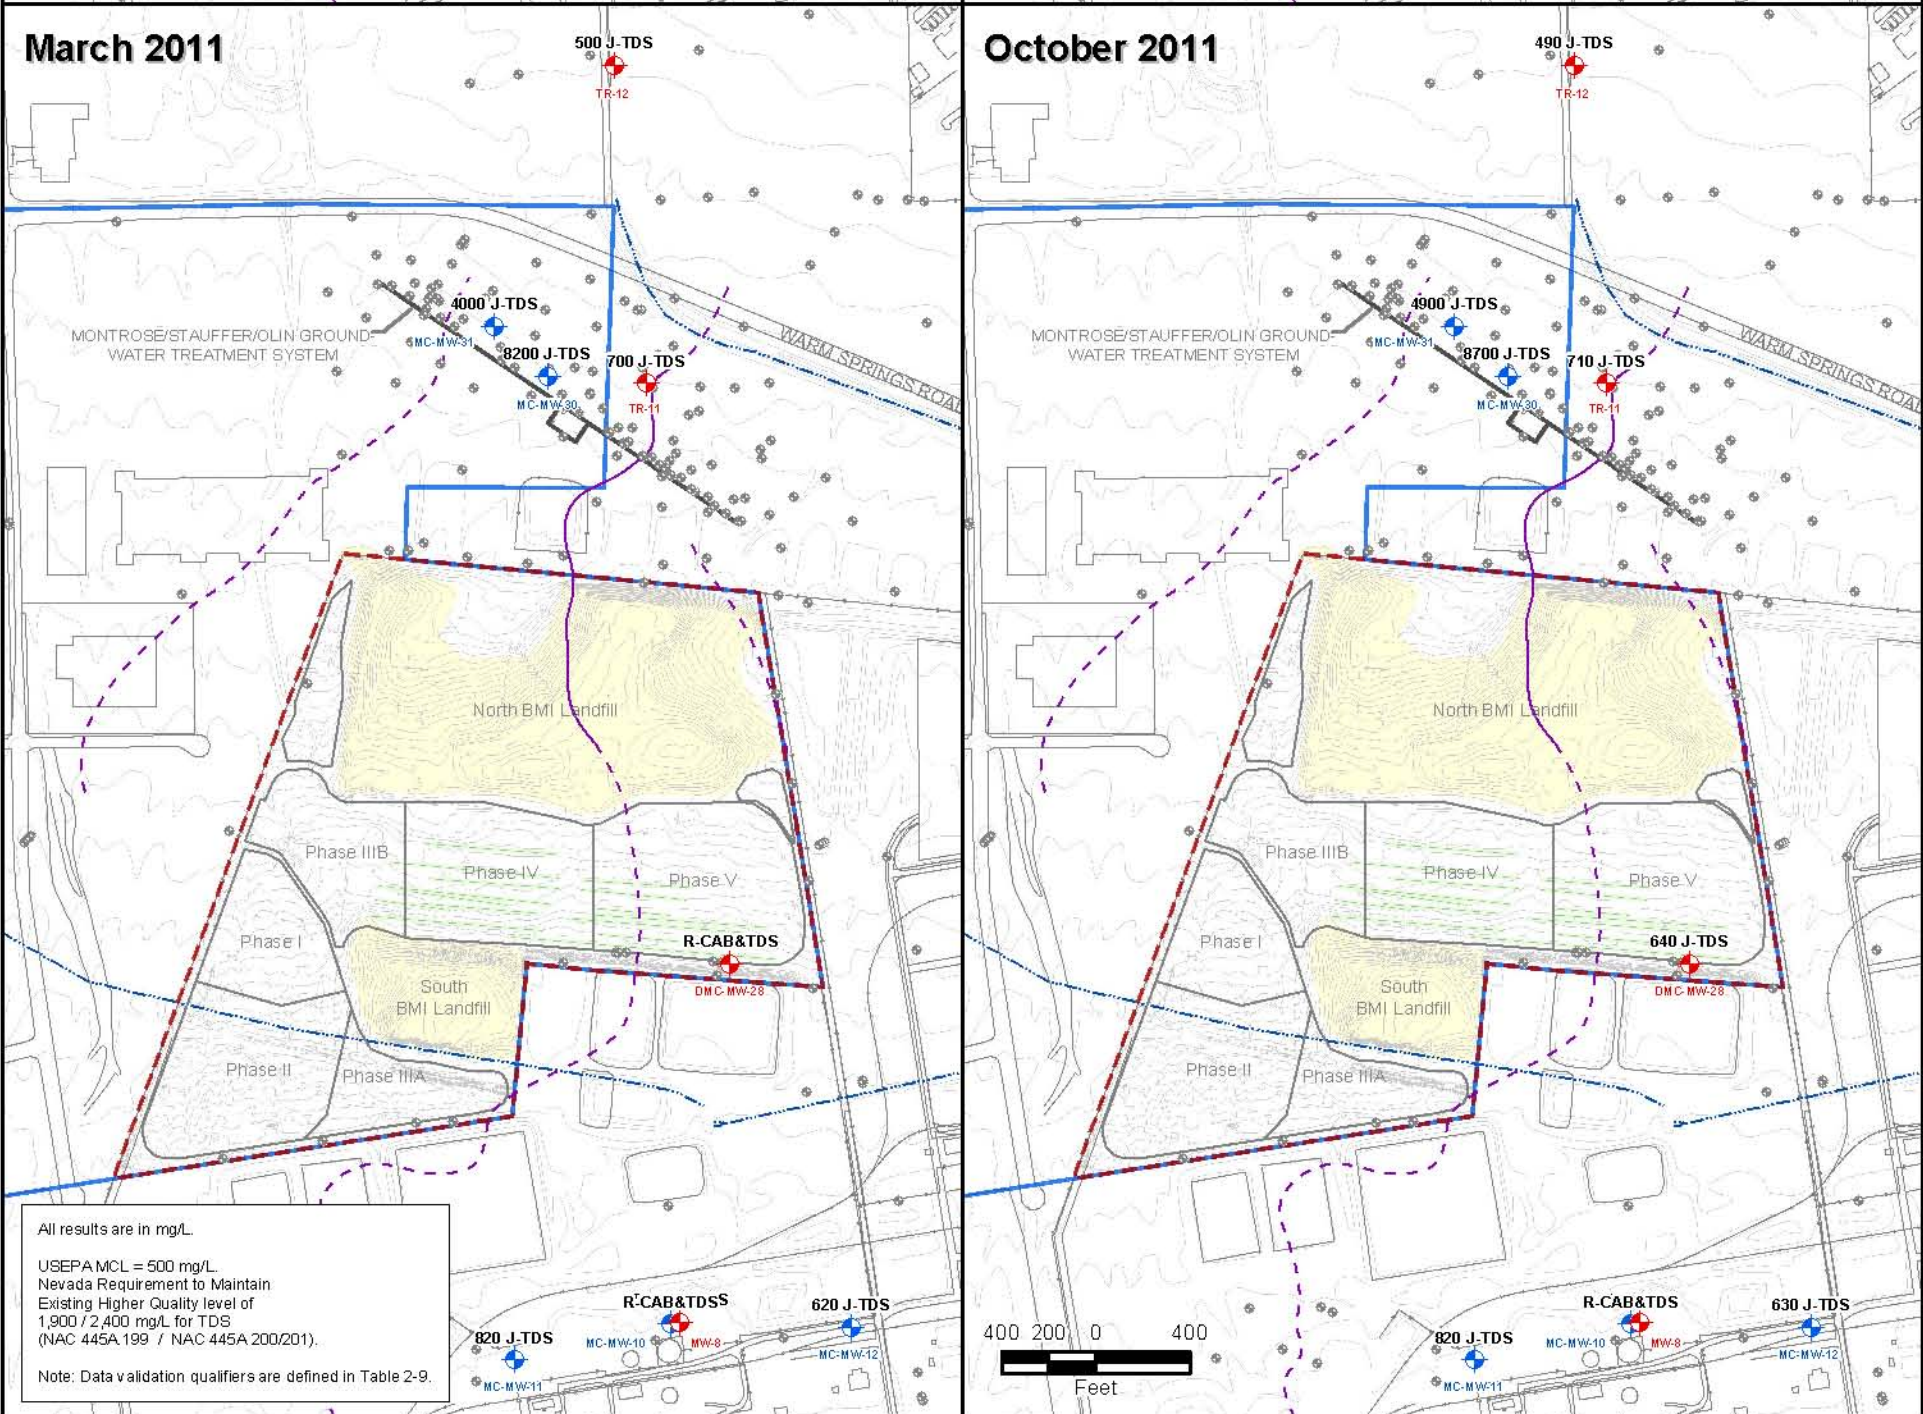 March 2011
500 J-TDS
TR-12
4000 J-TDS
MONTROSE/STAUFFER/OLIN GROUND-
WATER TREATMENT SYSTEM
MC-MW-31
8200 J-TDS
MC-MW-30
700 J-TDS
TR-11
WARM SPRINGS ROAD
North BMI Landfill
Phase IIIB
Phase IV
Phase V
Phase I
R-CAB&TDS
DMC-MW-28
South
BMI Landfill
Phase II
Phase IIIA
All results are in mg/L.
USEPA MCL = 500 mg/L.
Nevada Requirement to Maintain
Existing Higher Quality level of
1,900 / 2,400 mg/L for TDS
(NAC 445A.199 / NAC 445A.200/201).
Note: Data validation qualifiers are defined in Table 2-9.
820 J-TDS
MC-MW-11
R-CAB&TDS
MC-MW-10
MW-8
620 J-TDS
MC-MW-12
October 2011
490 J-TDS
TR-12
4900 J-TDS
MONTROSE/STAUFFER/OLIN GROUND-
WATER TREATMENT SYSTEM
MC-MW-31
8700 J-TDS
MC-MW-30
710 J-TDS
TR-11
WARM SPRINGS ROAD
North BMI Landfill
Phase IIIB
Phase IV
Phase V
Phase I
640 J-TDS
DMC-MW-28
South
BMI Landfill
Phase II
Phase IIIA
400 200 0 400
Feet
820 J-TDS
MC-MW-11
R-CAB&TDS
MC-MW-10
MW-8
630 J-TDS
MC-MW-12